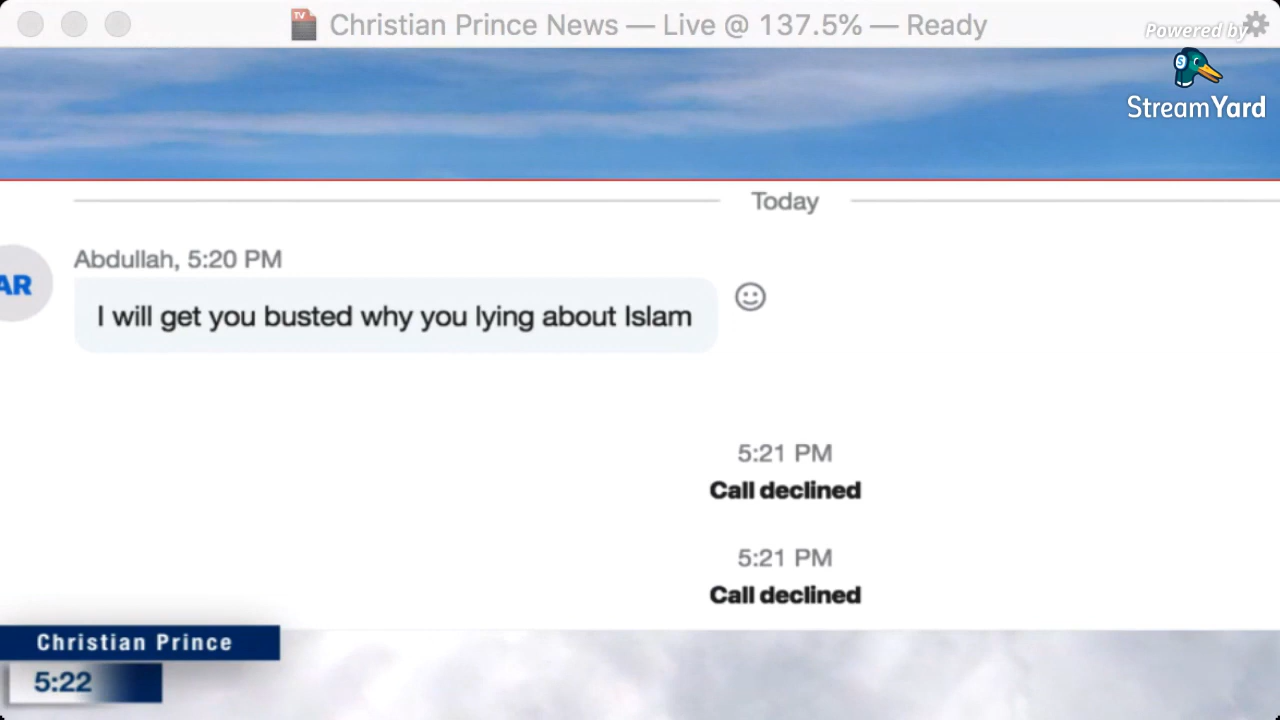 TV
Christian Prince News — Live @ 137.5% — Ready
Powered by
S
StreamYard
Today
Abdullah, 5:20 PM
AR
I will get you busted why you lying about Islam
5:21 PM
Call declined
5:21 PM
Call declined
Christian Prince
5:22